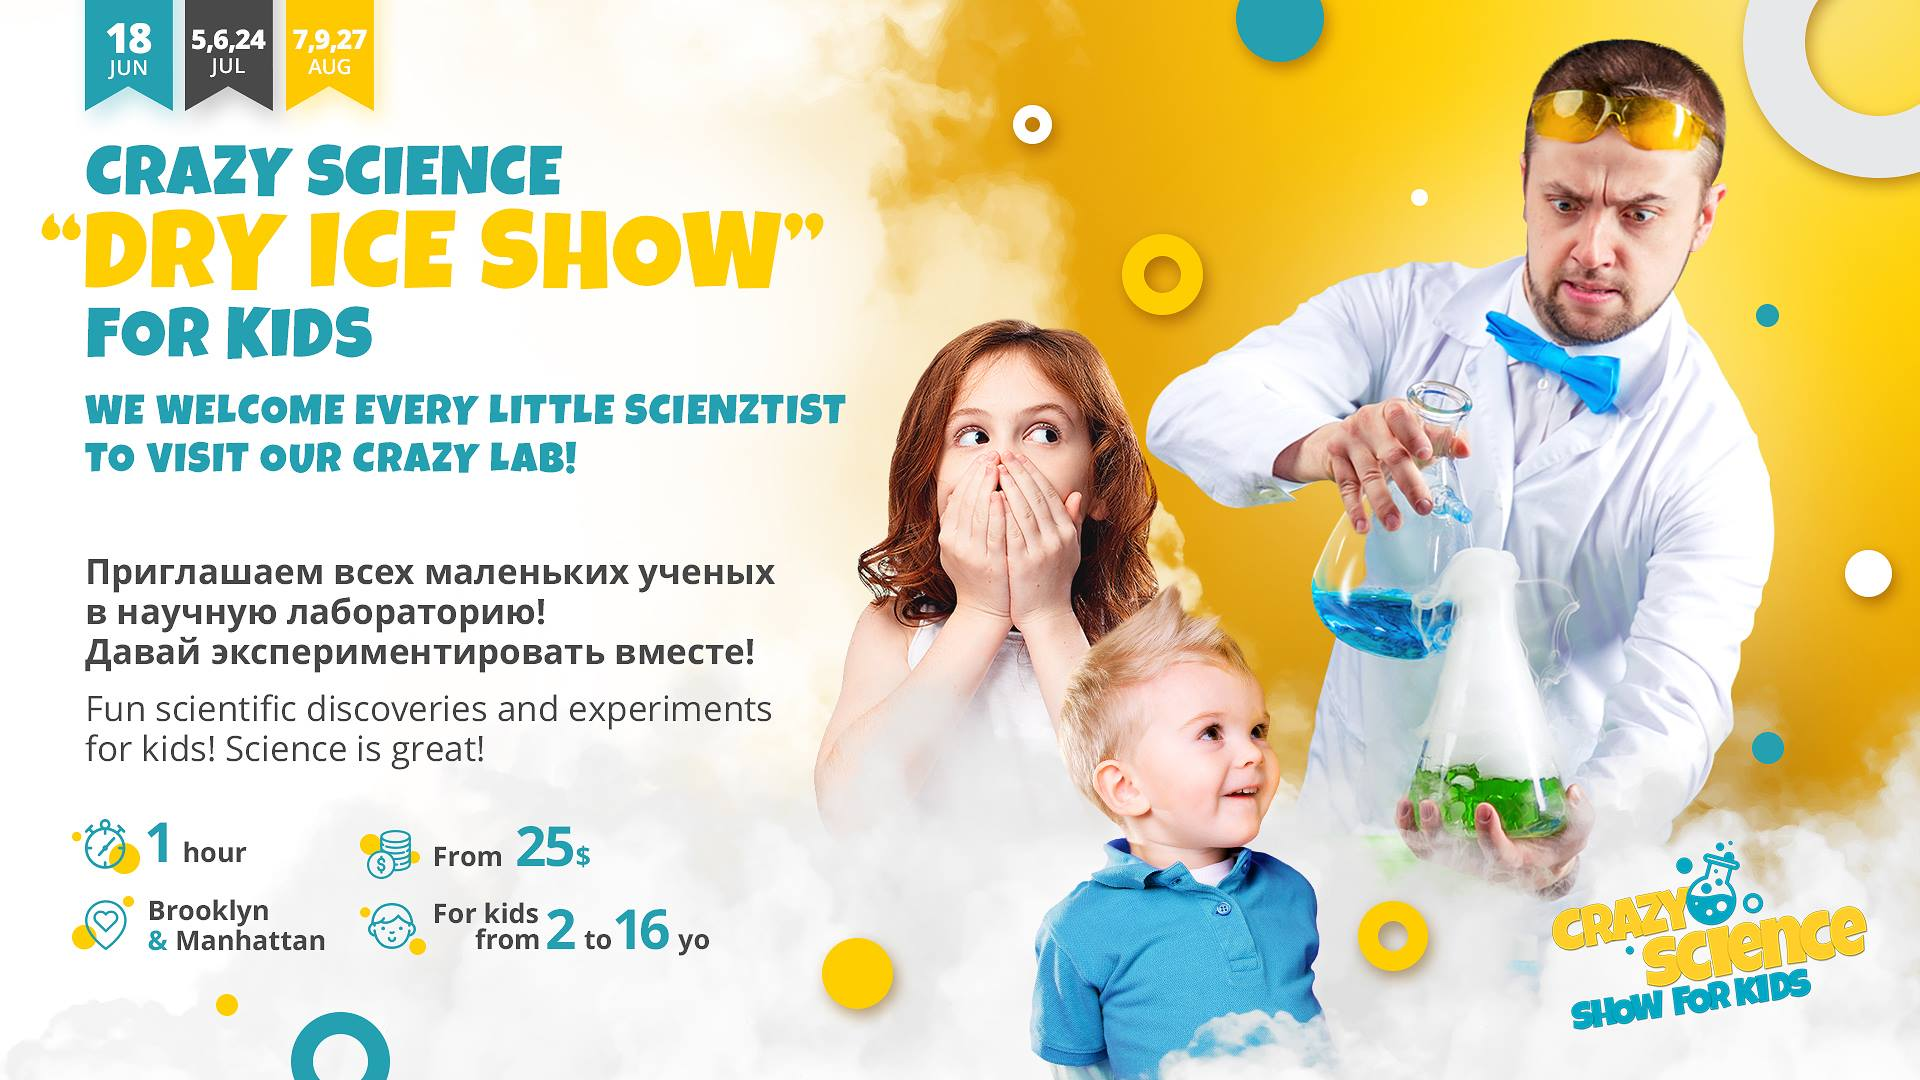 18
JUN
5,6,24
JUL
7,9,27
AUG
CRAZY SCIENCE
“DRY ICE SHOW”
FOR KIDS
WE WELCOME EVERY LITTLE SCIENZTIST
TO VISIT OUR CRAZY LAB!
Приглашаем всех маленьких ученых
в научную лабораторию!
Давай экспериментировать вместе!
Fun scientific discoveries and experiments
for kids! Science is great!
1 hour
From 25$
Brooklyn
& Manhattan
For kids
from 2 to 16 yo
CRAZY
science
SHOW FOR KIDS